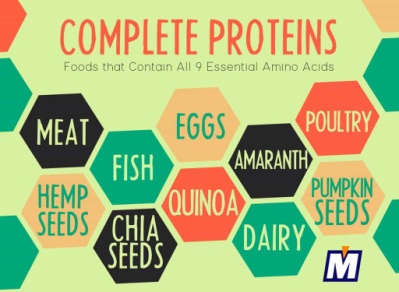 COMPLETE PROTEINS
Foods that Contain All 9 Essential Amino Acids
MEAT
FISH
EGGS
AMARANTH
POULTRY
HEMP
SEEDS
CHIA
SEEDS
QUINOA
DAIRY
PUMPKIN
SEEDS
M